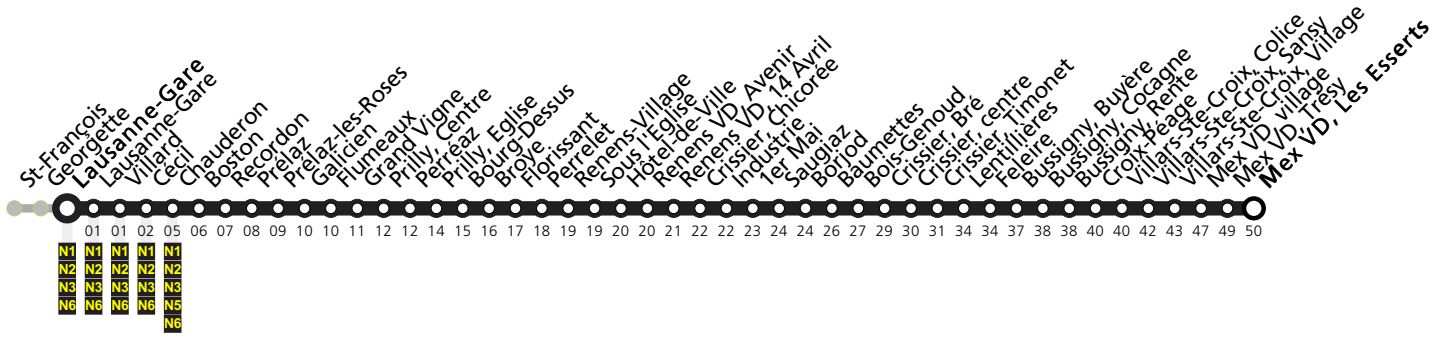 St-François
Georgette
Lausanne-Gare
Lausanne-Gare
Villard
Cécil
Chauderon
Boston
Recordon
Prélaz
Prélaz-les-Roses
Galicien
Flumeaux
Grand Vigne
Prilly, Centre
Perréaz
Prilly, Eglise
Bourg-Dessus
Broye
Florissant
Perrelet
Renens-Village
Sous l'Eglise
Hôtel-de-Ville
Renens VD, Avenir
Renens VD, 14 Avril
Crissier, Chicorée
Industrie
1er Mai
Saugiaz
Borjod
Baumettes
Bois-Genoud
Crissier, Bré
Crissier, centre
Crissier, Timonet
Lentillières
Feleire
Bussigny, Buyère
Bussigny, Cocagne
Bussigny, Rente
Croix-Péage
Villars-Ste-Croix, Colice
Villars-Ste-Croix, Sansy
Villars-Ste-Croix, Village
Mex VD, village
Mex VD, Trésy
Mex VD, Les Esserts
01 01 02 05 06 07 08 09 10 10 11 12 12 14 15 16 17 18 19 19 20 20 21 22 22 23 24 24 26 27 28 30 31 34 34 37 38 38 40 40 42 43 47 49 50
N1 N1 N1 N1 N1
N2 N2 N2 N2 N2
N3 N3 N3 N3 N3
N6 N6 N6 N6 N5
N6